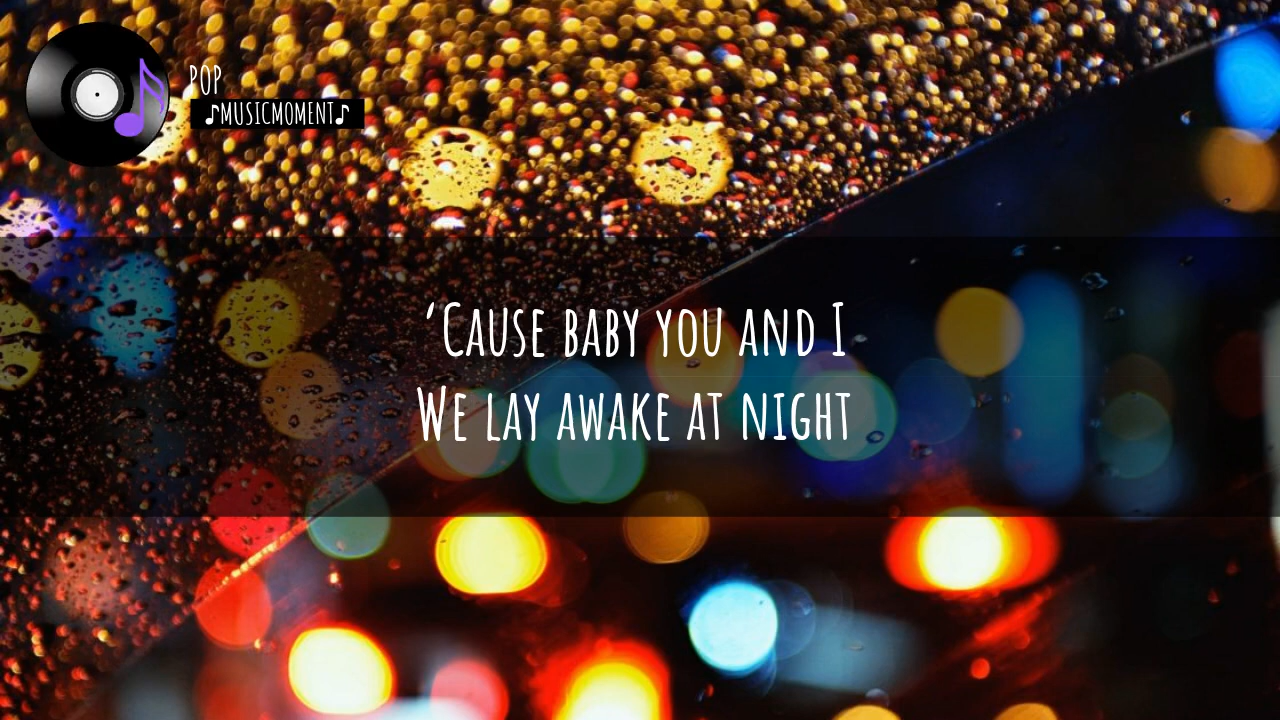 POP
♪MUSICMOMENT♪
‘CAUSE BABY YOU AND I
WE LAY AWAKE AT NIGHT